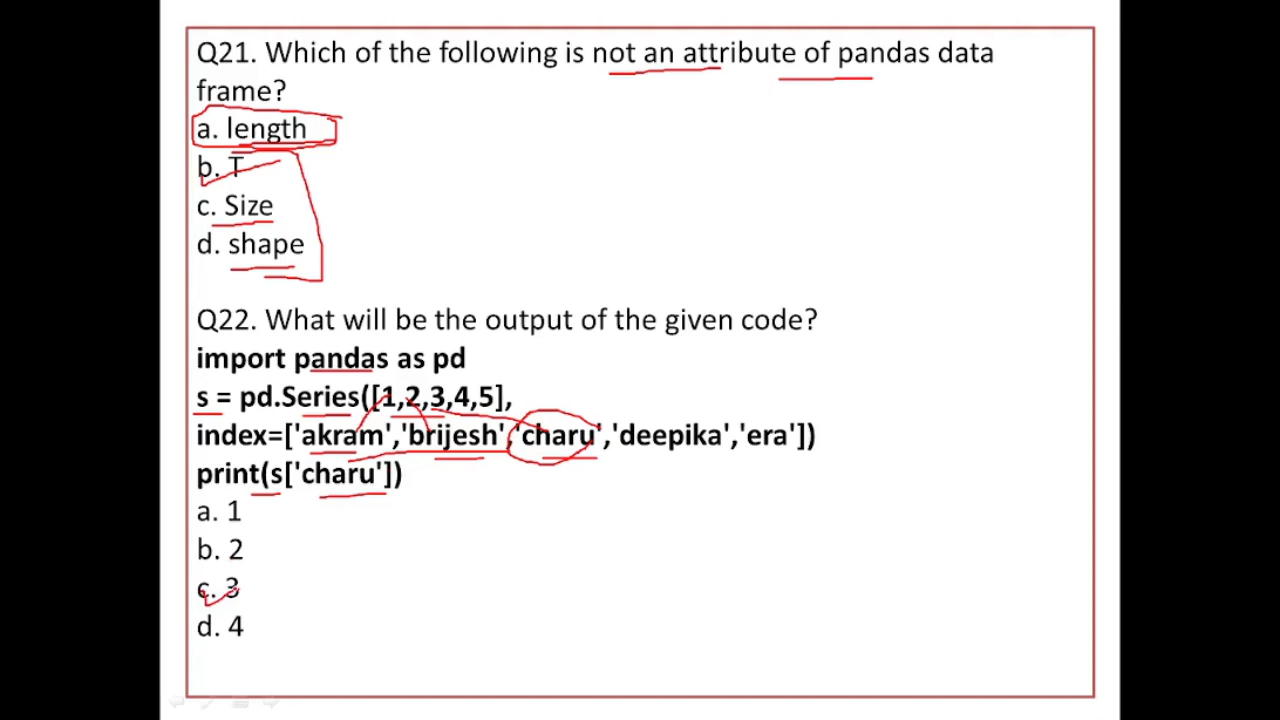 Q21. Which of the following is not an attribute of pandas data
frame?
a. length
b. T
c. Size
d. shape
Q22. What will be the output of the given code?
import pandas as pd
s = pd.Series([1,2,3,4,5],
index=['akram','brijesh','charu','deepika','era'])
print(s['charu'])
a. 1
b. 2
c. 3
d. 4